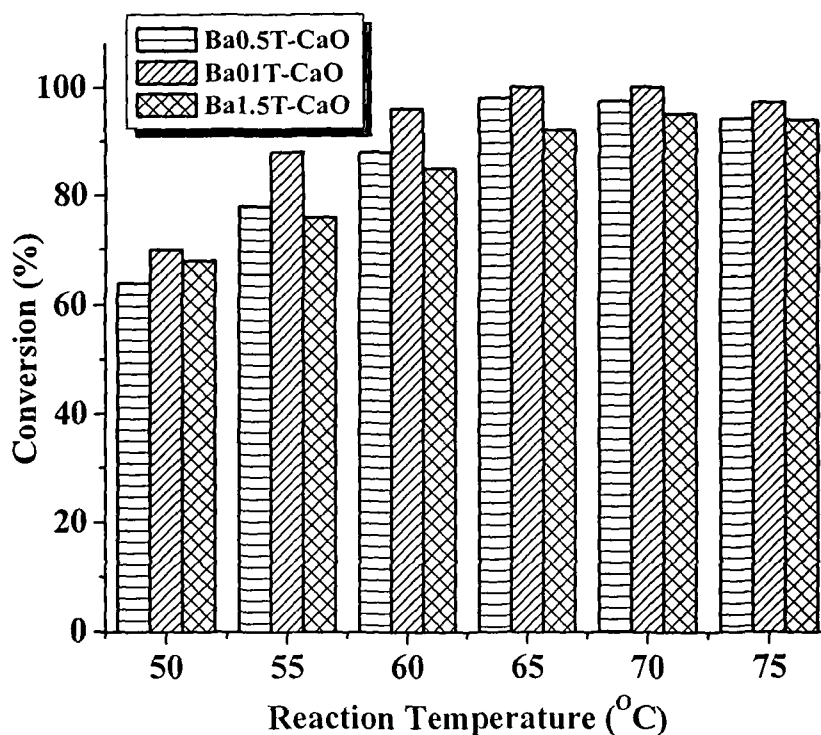 Ba0.5T-CaO
Ba01T-CaO
Ba1.5T-CaO
100
80
60
40
20
0
Conversion (%)
50 55 60 65 70 75
Reaction Temperature (°C)